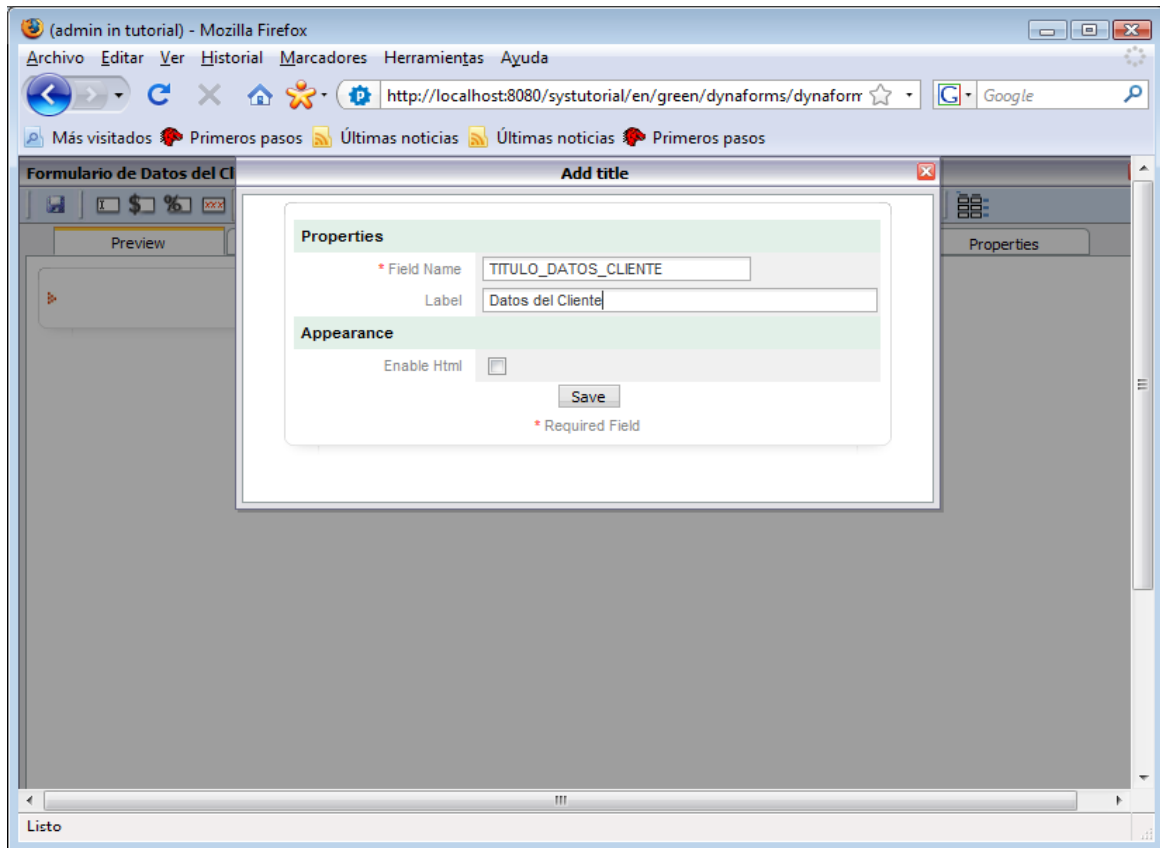 (admin in tutorial) - Mozilla Firefox
Archivo Editar Ver Historial Marcadores Herramientas Ayuda
http://localhost:8080/systutorial/en/green/dynaforms/dynaform G Google
Más visitados Primeros pasos Últimas noticias Últimas noticias Primeros pasos
Formulario de Datos del Cl
Add title
Preview
Properties
Properties
* Field Name TITULO_DATOS_CLIENTE
Label Datos del Cliente
Appearance
Enable Html
Save
* Required Field
Listo